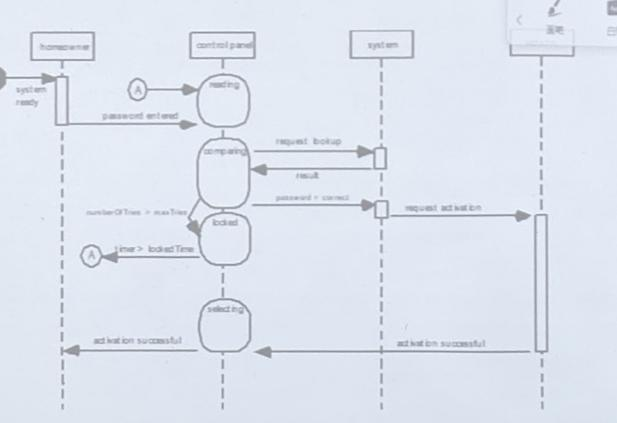 homeowner
control panel
system
system
ready
A
reading
password entered
request lookup
comparing
result
password = correct
request activation
numberOfTries > maxTries
locked
A
timer > lockedTime
selecting
activation successful
activation successful